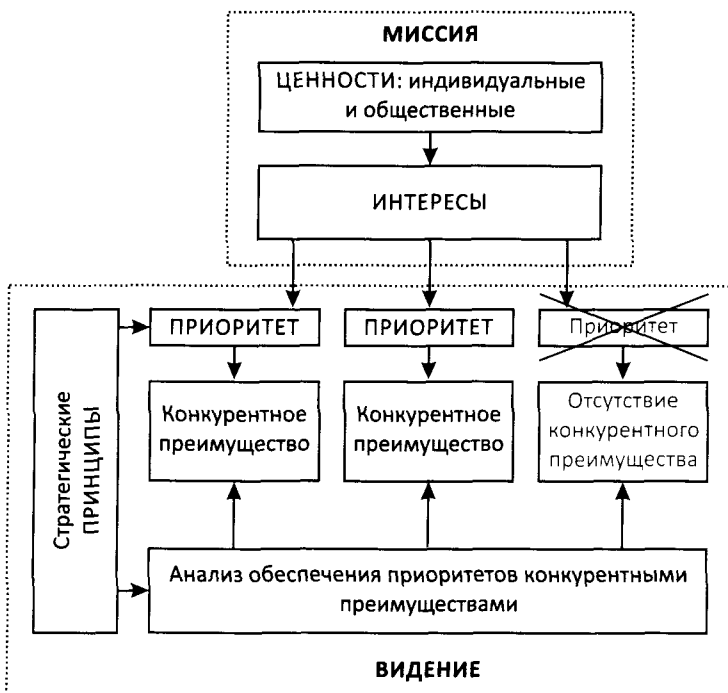 МИССИЯ
ЦЕННОСТИ: индивидуальные
и общественные
ИНТЕРЕСЫ
Стратегические
ПРИНЦИПЫ
ПРИОРИТЕТ
ПРИОРИТЕТ
Приоритет
Конкурентное
преимущество
Конкурентное
преимущество
Отсутствие
конкурентного
преимущества
Анализ обеспечения приоритетов конкурентными
преимуществами
ВИДЕНИЕ